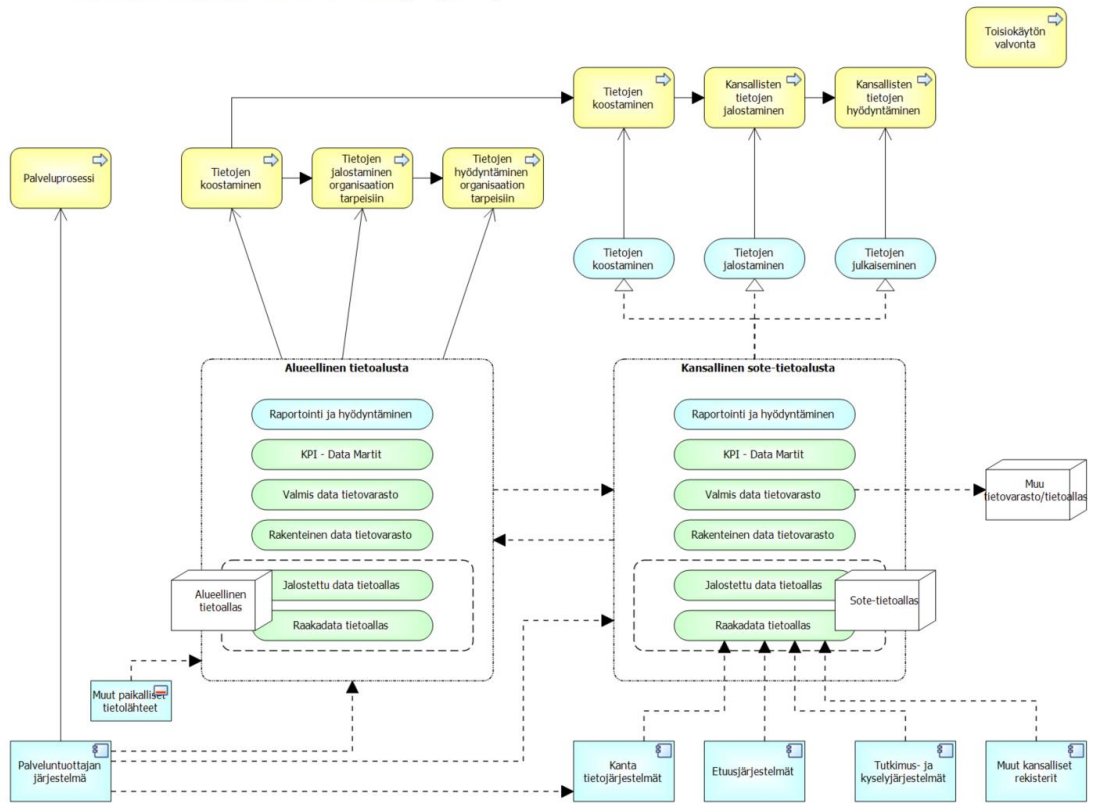 Toisiokäytön
valvonta
Tietojen
koostaminen
Kansallisten
tietojen
jalostaminen
Kansallisten
tietojen
hyödyntäminen
Palveluprosessi
Tietojen
koostaminen
Tietojen
jalostaminen
organisaation
tarpeisiin
Tietojen
hyödyntäminen
organisaation
tarpeisiin
Tietojen
koostaminen
Tietojen
jalostaminen
Tietojen
julkaiseminen
Alueellinen tietoalusta
Raportointi ja hyödyntäminen
KPI - Data Martit
Valmis data tietovarasto
Rakenteinen data tietovarasto
Jalostettu data tietoallas
Raakadata tietoallas
Alueellinen
tietoallas
Kansallinen sote-tietoalusta
Raportointi ja hyödyntäminen
KPI - Data Martit
Valmis data tietovarasto
Rakenteinen data tietovarasto
Jalostettu data tietoallas
Raakadata tietoallas
Sote-tietoallas
Muu
tietovarasto/tietoallas
Muut paikalliset
tietolähteet
Palveluntuottajan
järjestelmä
Kanta
tietojärjestelmät
Etuusjärjestelmät
Tutkimus- ja
kyselyjärjestelmät
Muut kansalliset
rekisterit